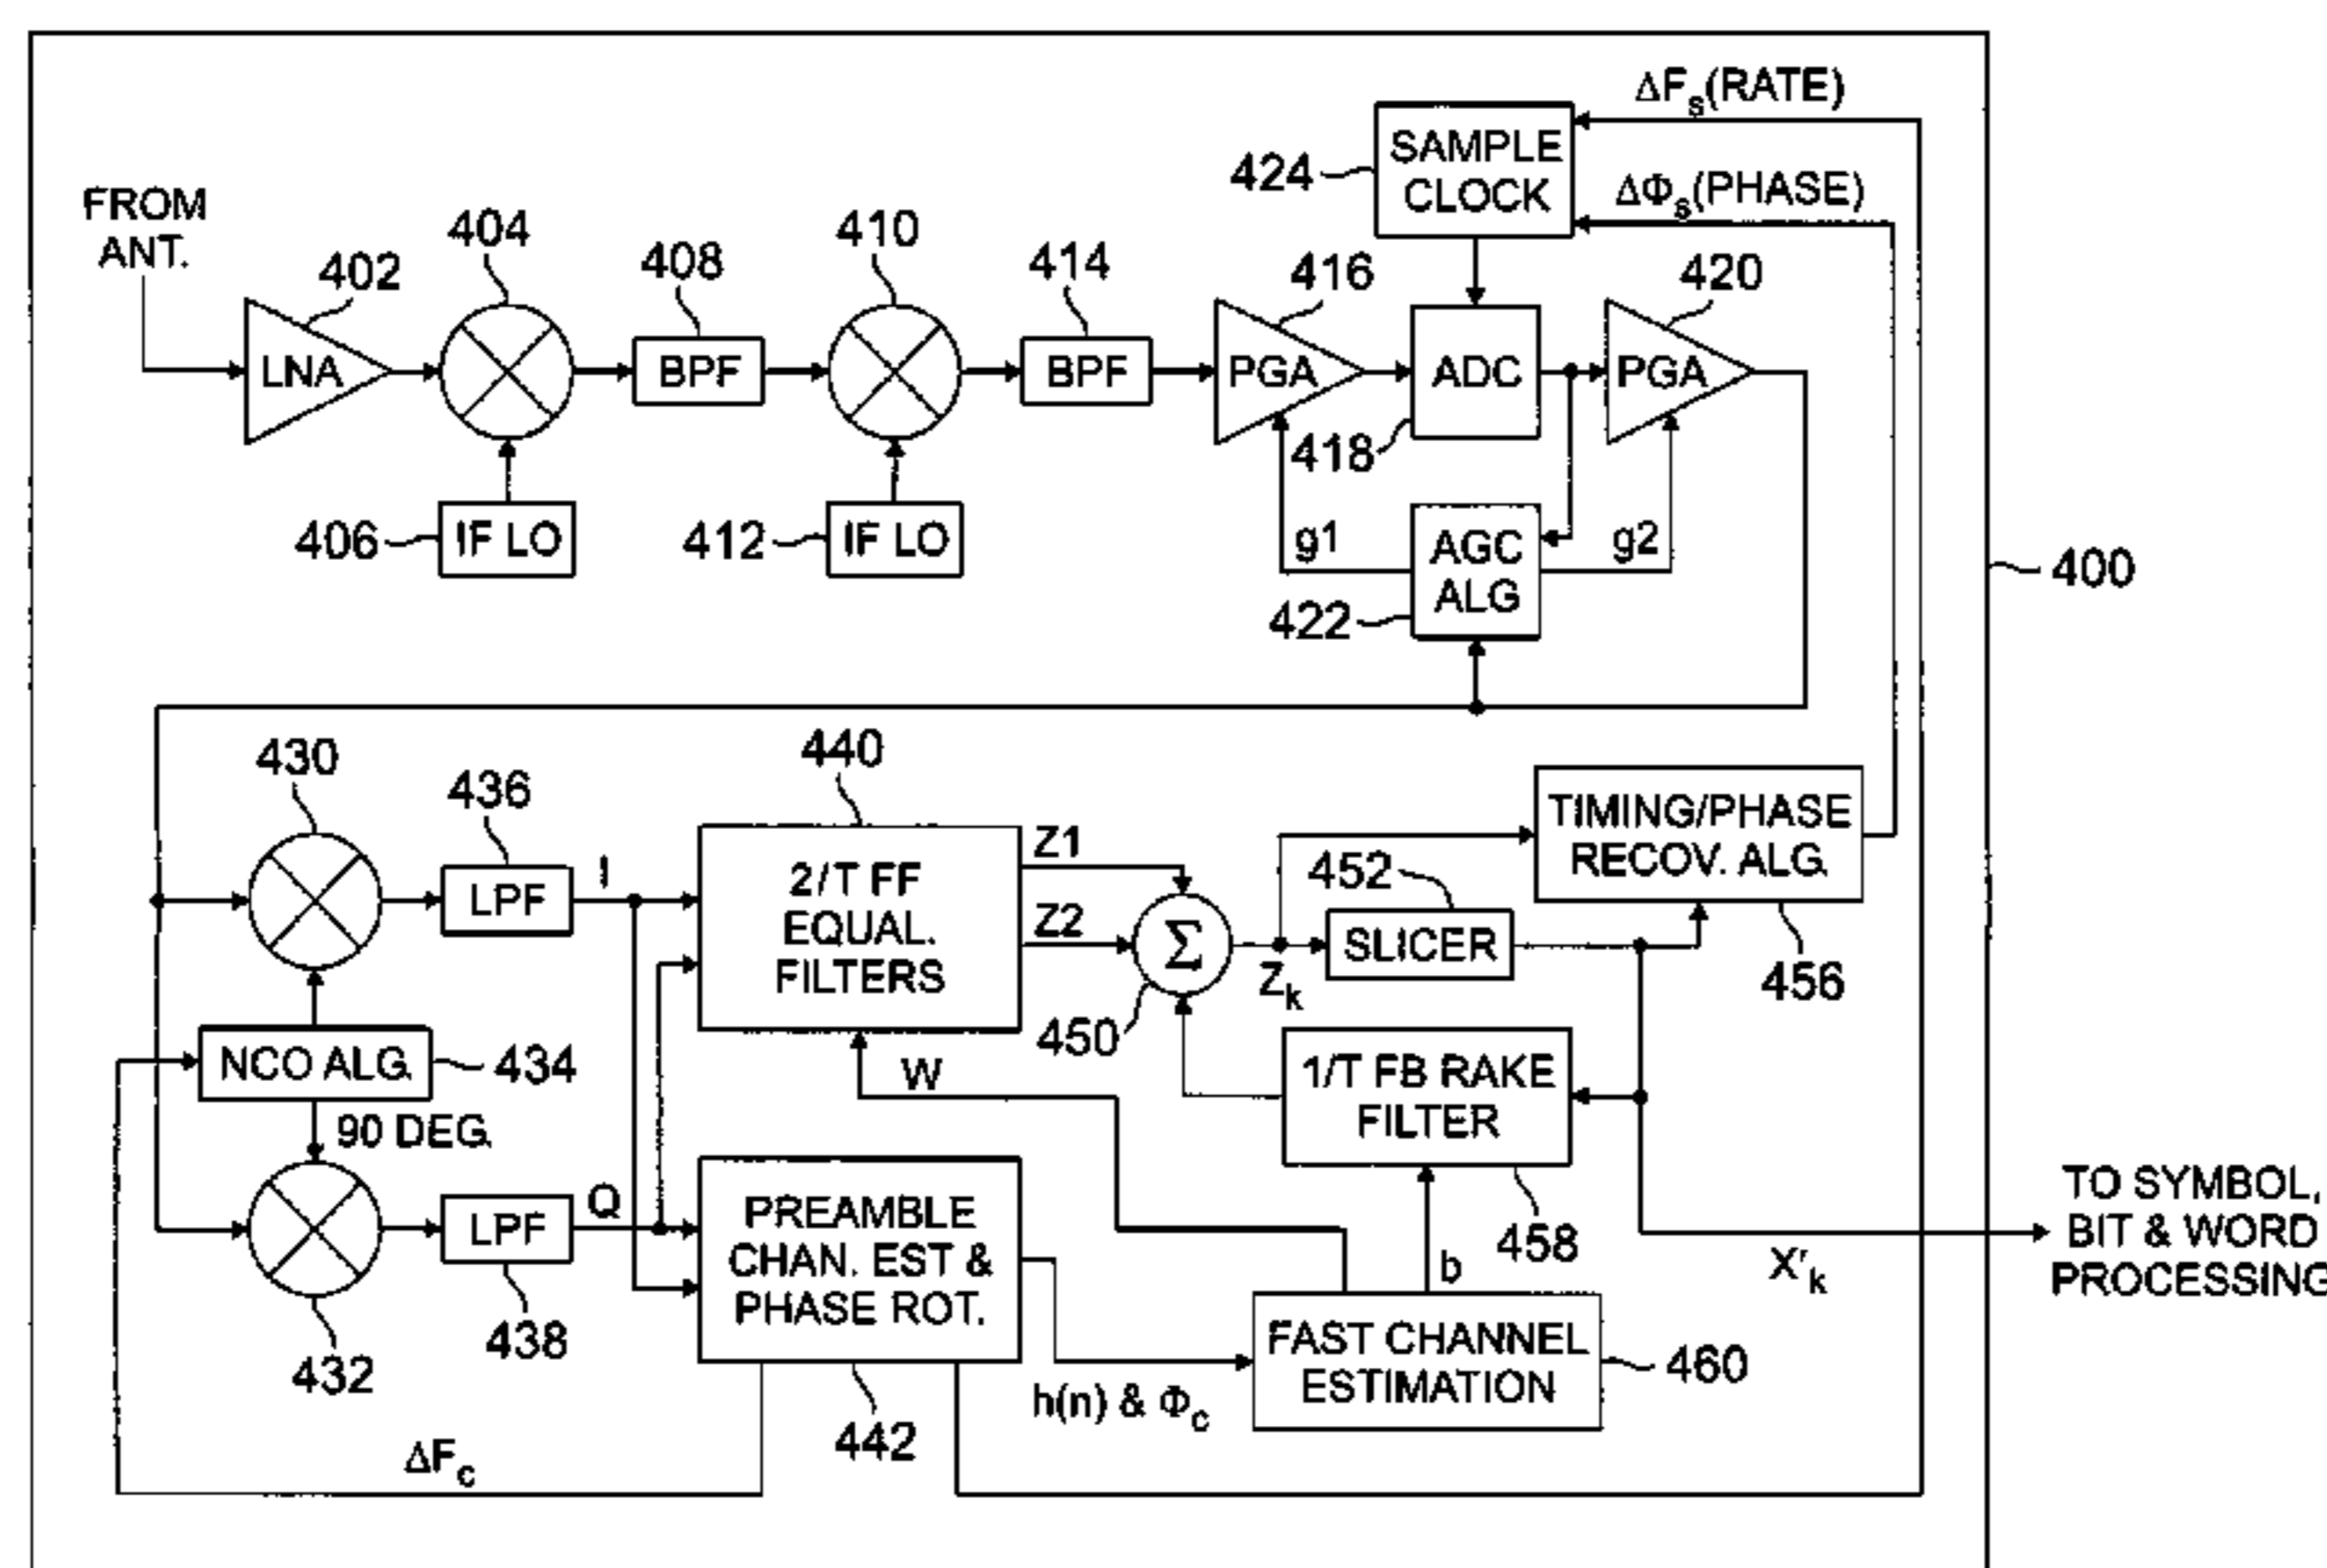 ΔFs(RATE)
SAMPLE
CLOCK
424
ΔΦs(PHASE)
FROM
ANT.
402
404
408
410
414
416
420
LNA
BPF
BPF
PGA
ADC
PGA
418
406
IF LO
412
IF LO
g1
AGC
ALG
g2
422
400
430
436
440
I
LPF
2/T FF
EQUAL.
FILTERS
Z1
Z2
Σ
450
Zk
452
SLICER
TIMING/PHASE
RECOV. ALG.
456
NCO ALG.
434
90 DEG.
W
1/T FB RAKE
FILTER
458
432
LPF
438
Q
PREAMBLE
CHAN. EST &
PHASE ROT.
442
b
FAST CHANNEL
ESTIMATION
460
h(n) & Φc
ΔFc
X'k
TO SYMBOL,
BIT & WORD
PROCESSING